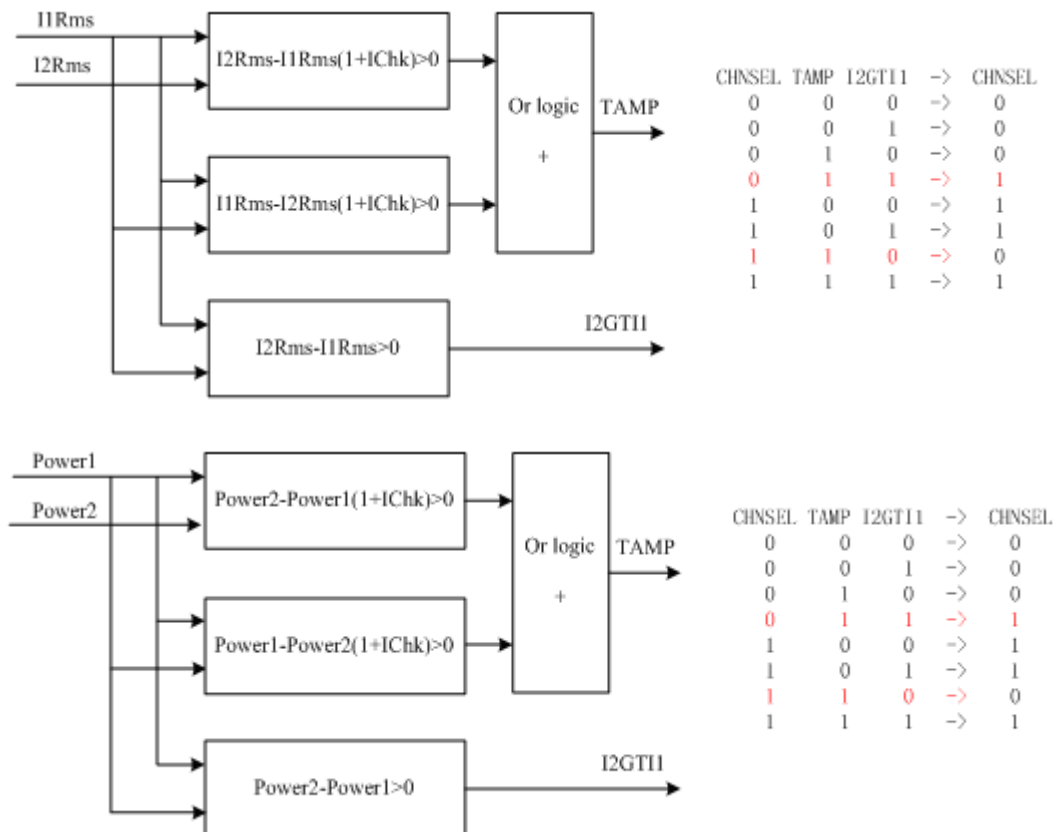 I1Rms
I2Rms
I2Rms-I1Rms(1+IChk)>0
I1Rms-I2Rms(1+IChk)>0
Or logic
+
TAMP
I2Rms-I1Rms>0
I2GTI1
CHNSEL TAMP I2GTI1 -> CHNSEL
0 0 0 -> 0
0 0 1 -> 0
0 1 0 -> 0
0 1 1 -> 1
1 0 0 -> 1
1 0 1 -> 1
1 1 0 -> 0
1 1 1 -> 1
Power1
Power2
Power2-Power1(1+IChk)>0
Power1-Power2(1+IChk)>0
Or logic
+
TAMP
Power2-Power1>0
I2GTI1
CHNSEL TAMP I2GTI1 -> CHNSEL
0 0 0 -> 0
0 0 1 -> 0
0 1 0 -> 0
0 1 1 -> 1
1 0 0 -> 1
1 0 1 -> 1
1 1 0 -> 0
1 1 1 -> 1